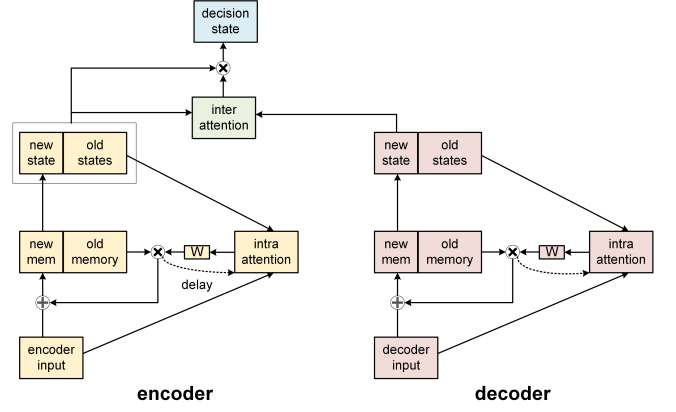 decision
state
inter
attention
new
state
old
states
new
state
old
states
new
mem
old
memory
W
intra
attention
new
mem
old
memory
W
intra
attention
delay
encoder
input
decoder
input
encoder
decoder